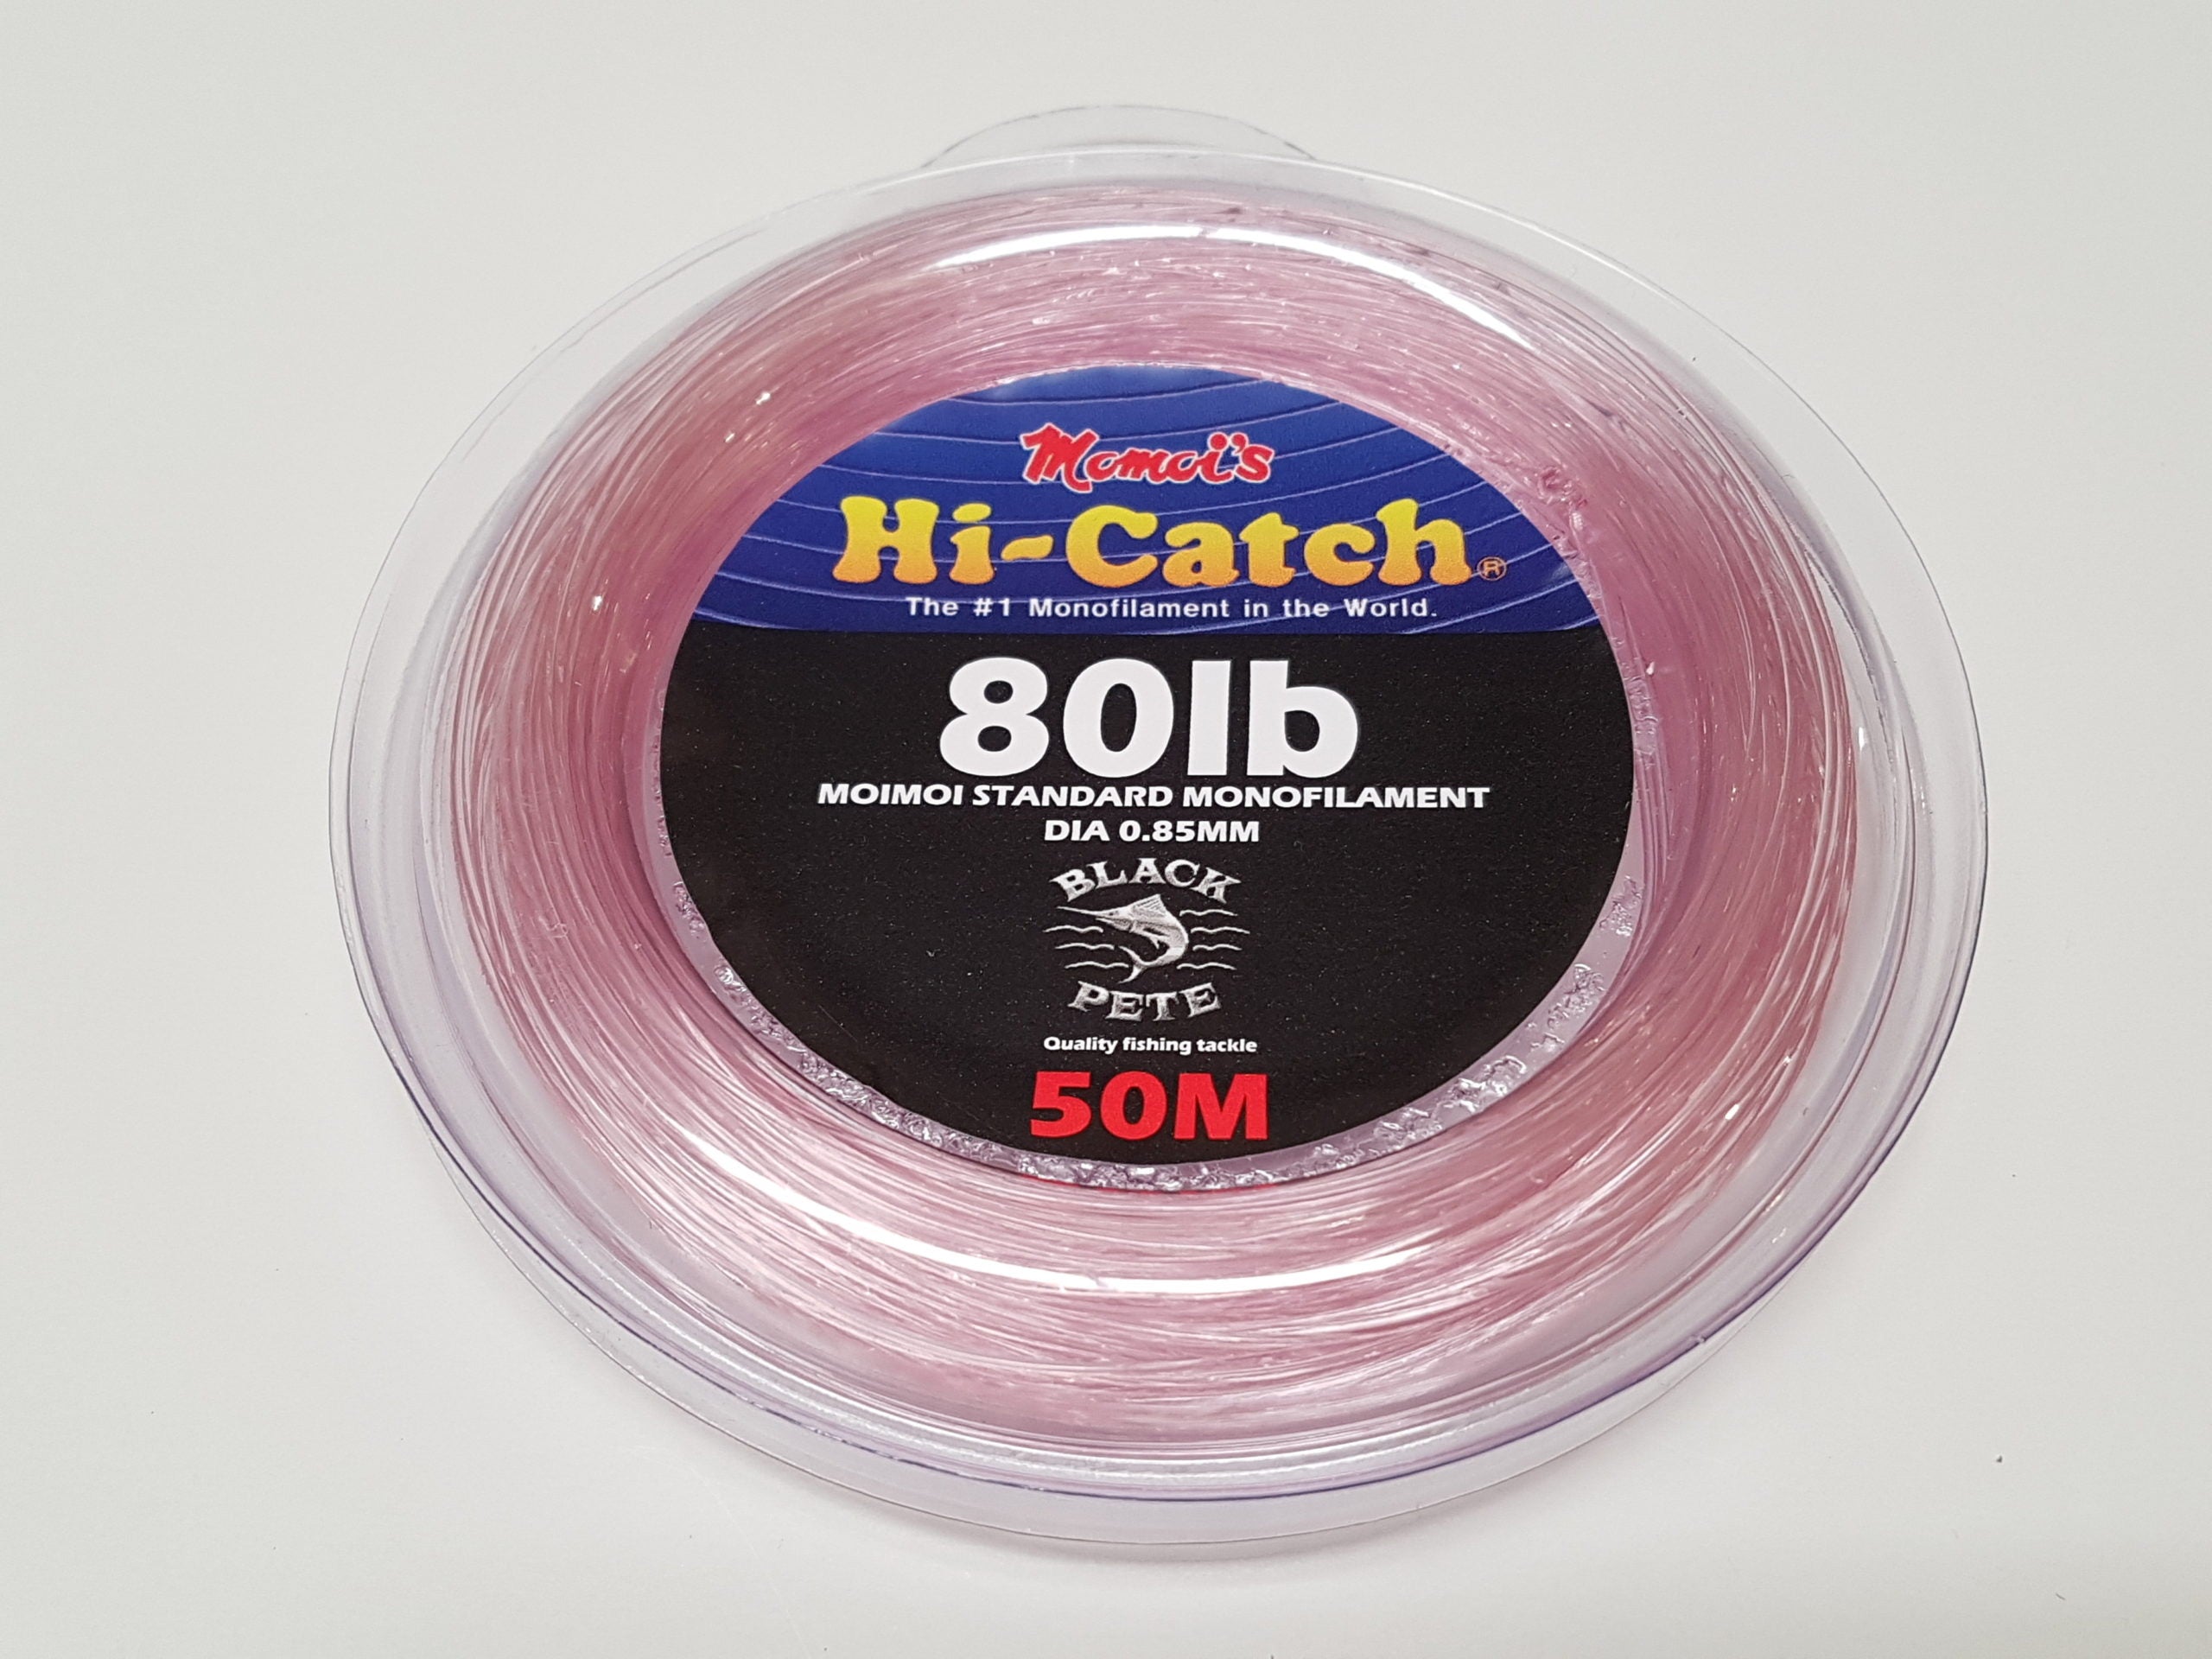 Momoi's
Hi-Catch®
The #1 Monofilament in the World.
80lb
MOIMOI STANDARD MONOFILAMENT
DIA 0.85MM
BLACK
PETE
Quality fishing tackle
50M